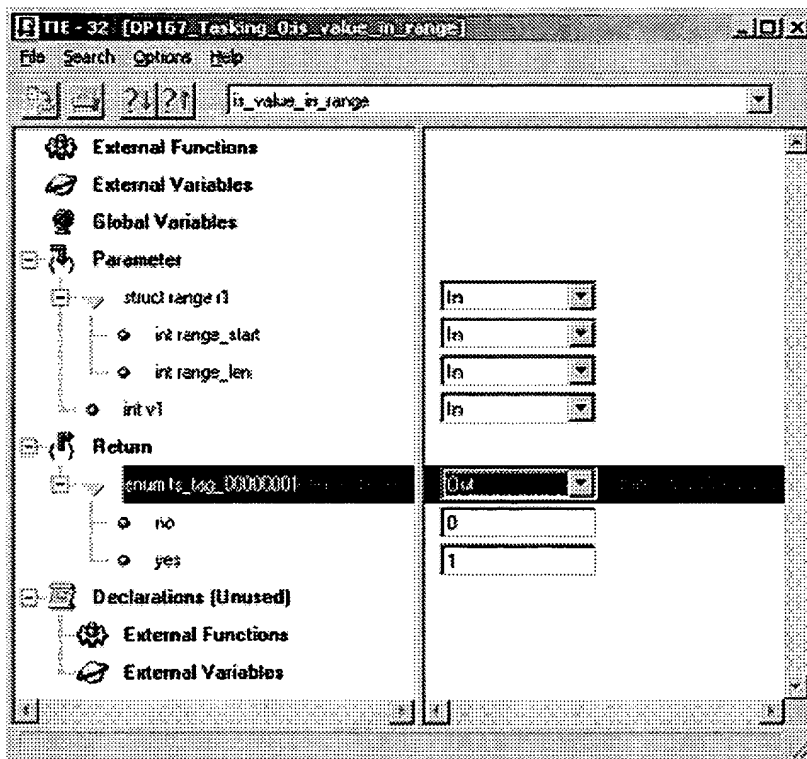 TIE - 32 [DP167_Tasking_0:is_value_in_range]
File Search Options Help
is_value_in_range
External Functions
External Variables
Global Variables
Parameter
struct range r1 In
int range_start In
int range_len In
int v1 In
Return
enum ts_tag_00000001 Out
no 0
yes 1
Declarations (Unused)
External Functions
External Variables